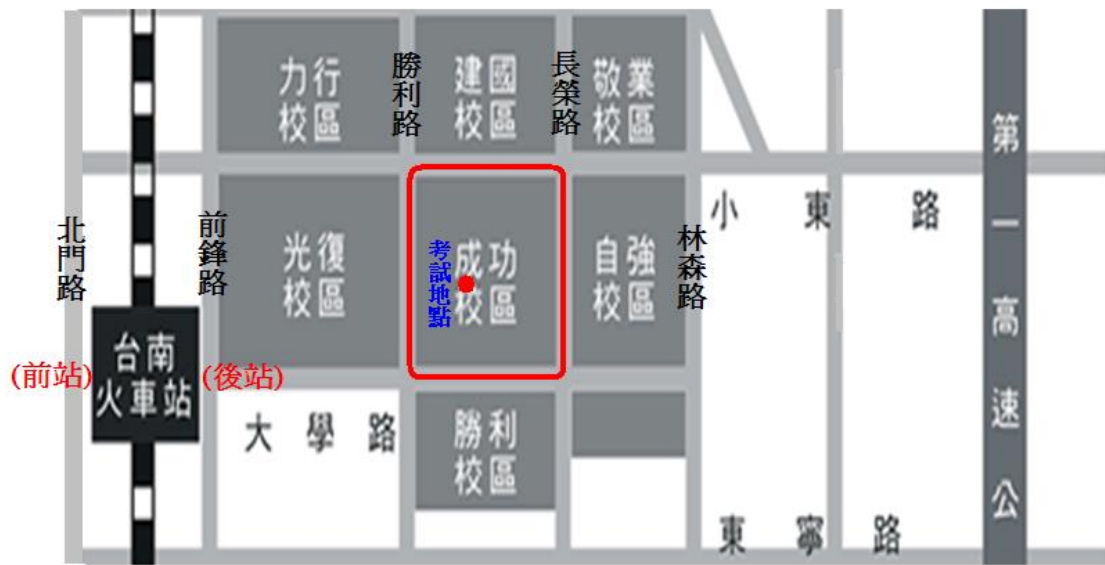 力行
校區
勝利路
建國
校區
長榮路
敬業
校區
第一高速公
北門路
前鋒路
光復
校區
考試地點
成功
校區
自強
校區
林森路
小東路
台南
火車站
(前站)
(後站)
大學路
勝利
校區
東寧路